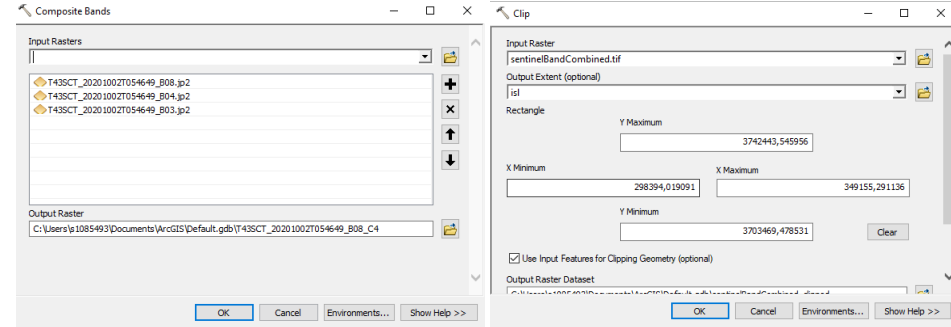 Composite Bands
Input Rasters
T43SCT_20201002T054649_B08.jp2
T43SCT_20201002T054649_B04.jp2
T43SCT_20201002T054649_B03.jp2
Output Raster
C:\Users\s1085493\Documents\ArcGIS\Default.gdb\T43SCT_20201002T054649_B08_C4
OK
Cancel
Environments...
Show Help >>
Clip
Input Raster
sentinelBandCombined.tif
Output Extent (optional)
isl
Rectangle
Y Maximum
3742443,545956
X Minimum
X Maximum
298394,019091
349155,291136
Y Minimum
3703469,478531
Clear
Use Input Features for Clipping Geometry (optional)
Output Raster Dataset
OK
Cancel
Environments...
Show Help >>